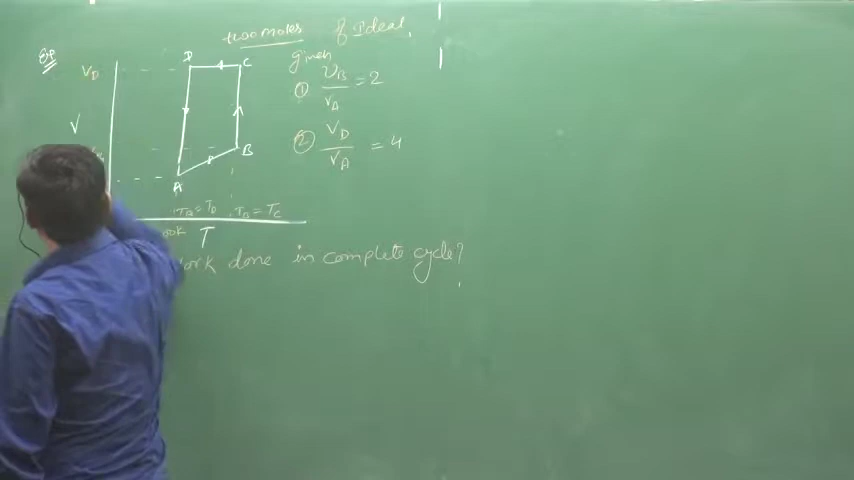 Exp
two moles of Ideal.
given
① V_B / V_A = 2
② V_D / V_A = 4
V_D
D
C
V
B
A
T_A = T_D , T_B = T_C
T
done in complete cycle?